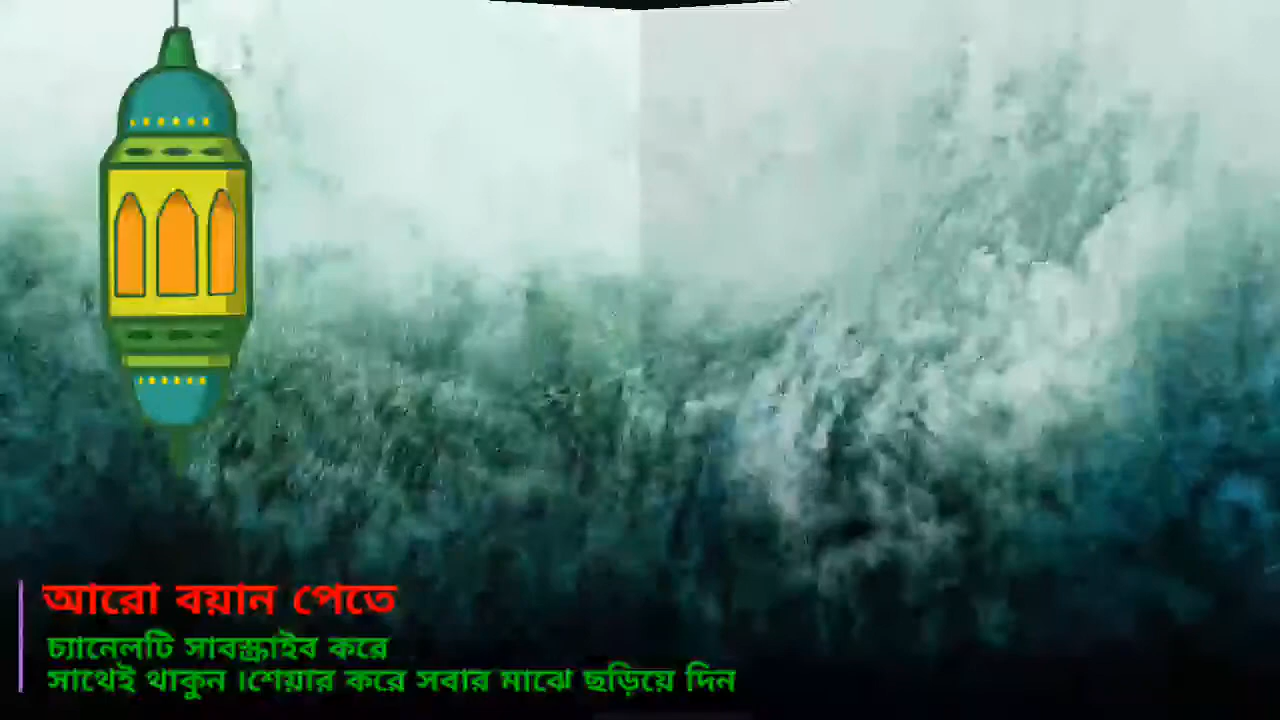 আরো বয়ান পেতে
চ্যানেলটি সাবস্ক্রাইব করে
সাথেই থাকুন ।শেয়ার করে সবার মাঝে ছড়িয়ে দিন